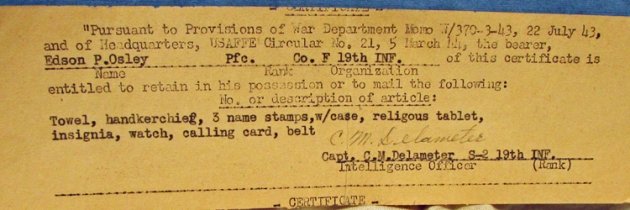 - CERTIFICATE -
"Pursuant to Provisions of War Department Memo W/370-3-43, 22 July 43,
and of Headquarters, USAFFE Circular No. 21, 5 March 44, the bearer,
Edson P.Osley Pfc. Co. F 19th INF. of this certificate is
Name Rank Organization
entitled to retain in his possession or to mail the following:
No. or description of article:
Towel, handkerchief, 3 name stamps,w/case, religous tablet,
insignia, watch, calling card, belt
C. M. Delameter
Capt. C.M.Delameter S-2 19th INF.
Intelligence Officer (Rank)
- CERTIFICATE -